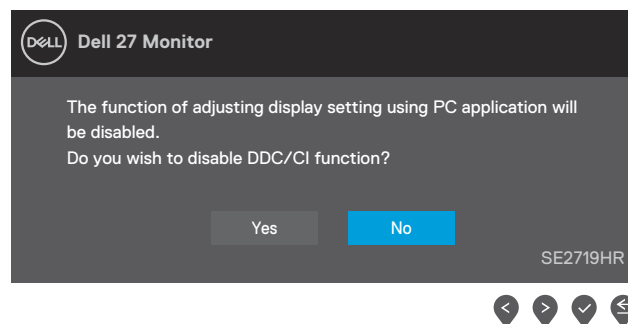 DELL Dell 27 Monitor
The function of adjusting display setting using PC application will
be disabled.
Do you wish to disable DDC/CI function?
Yes No
SE2719HR